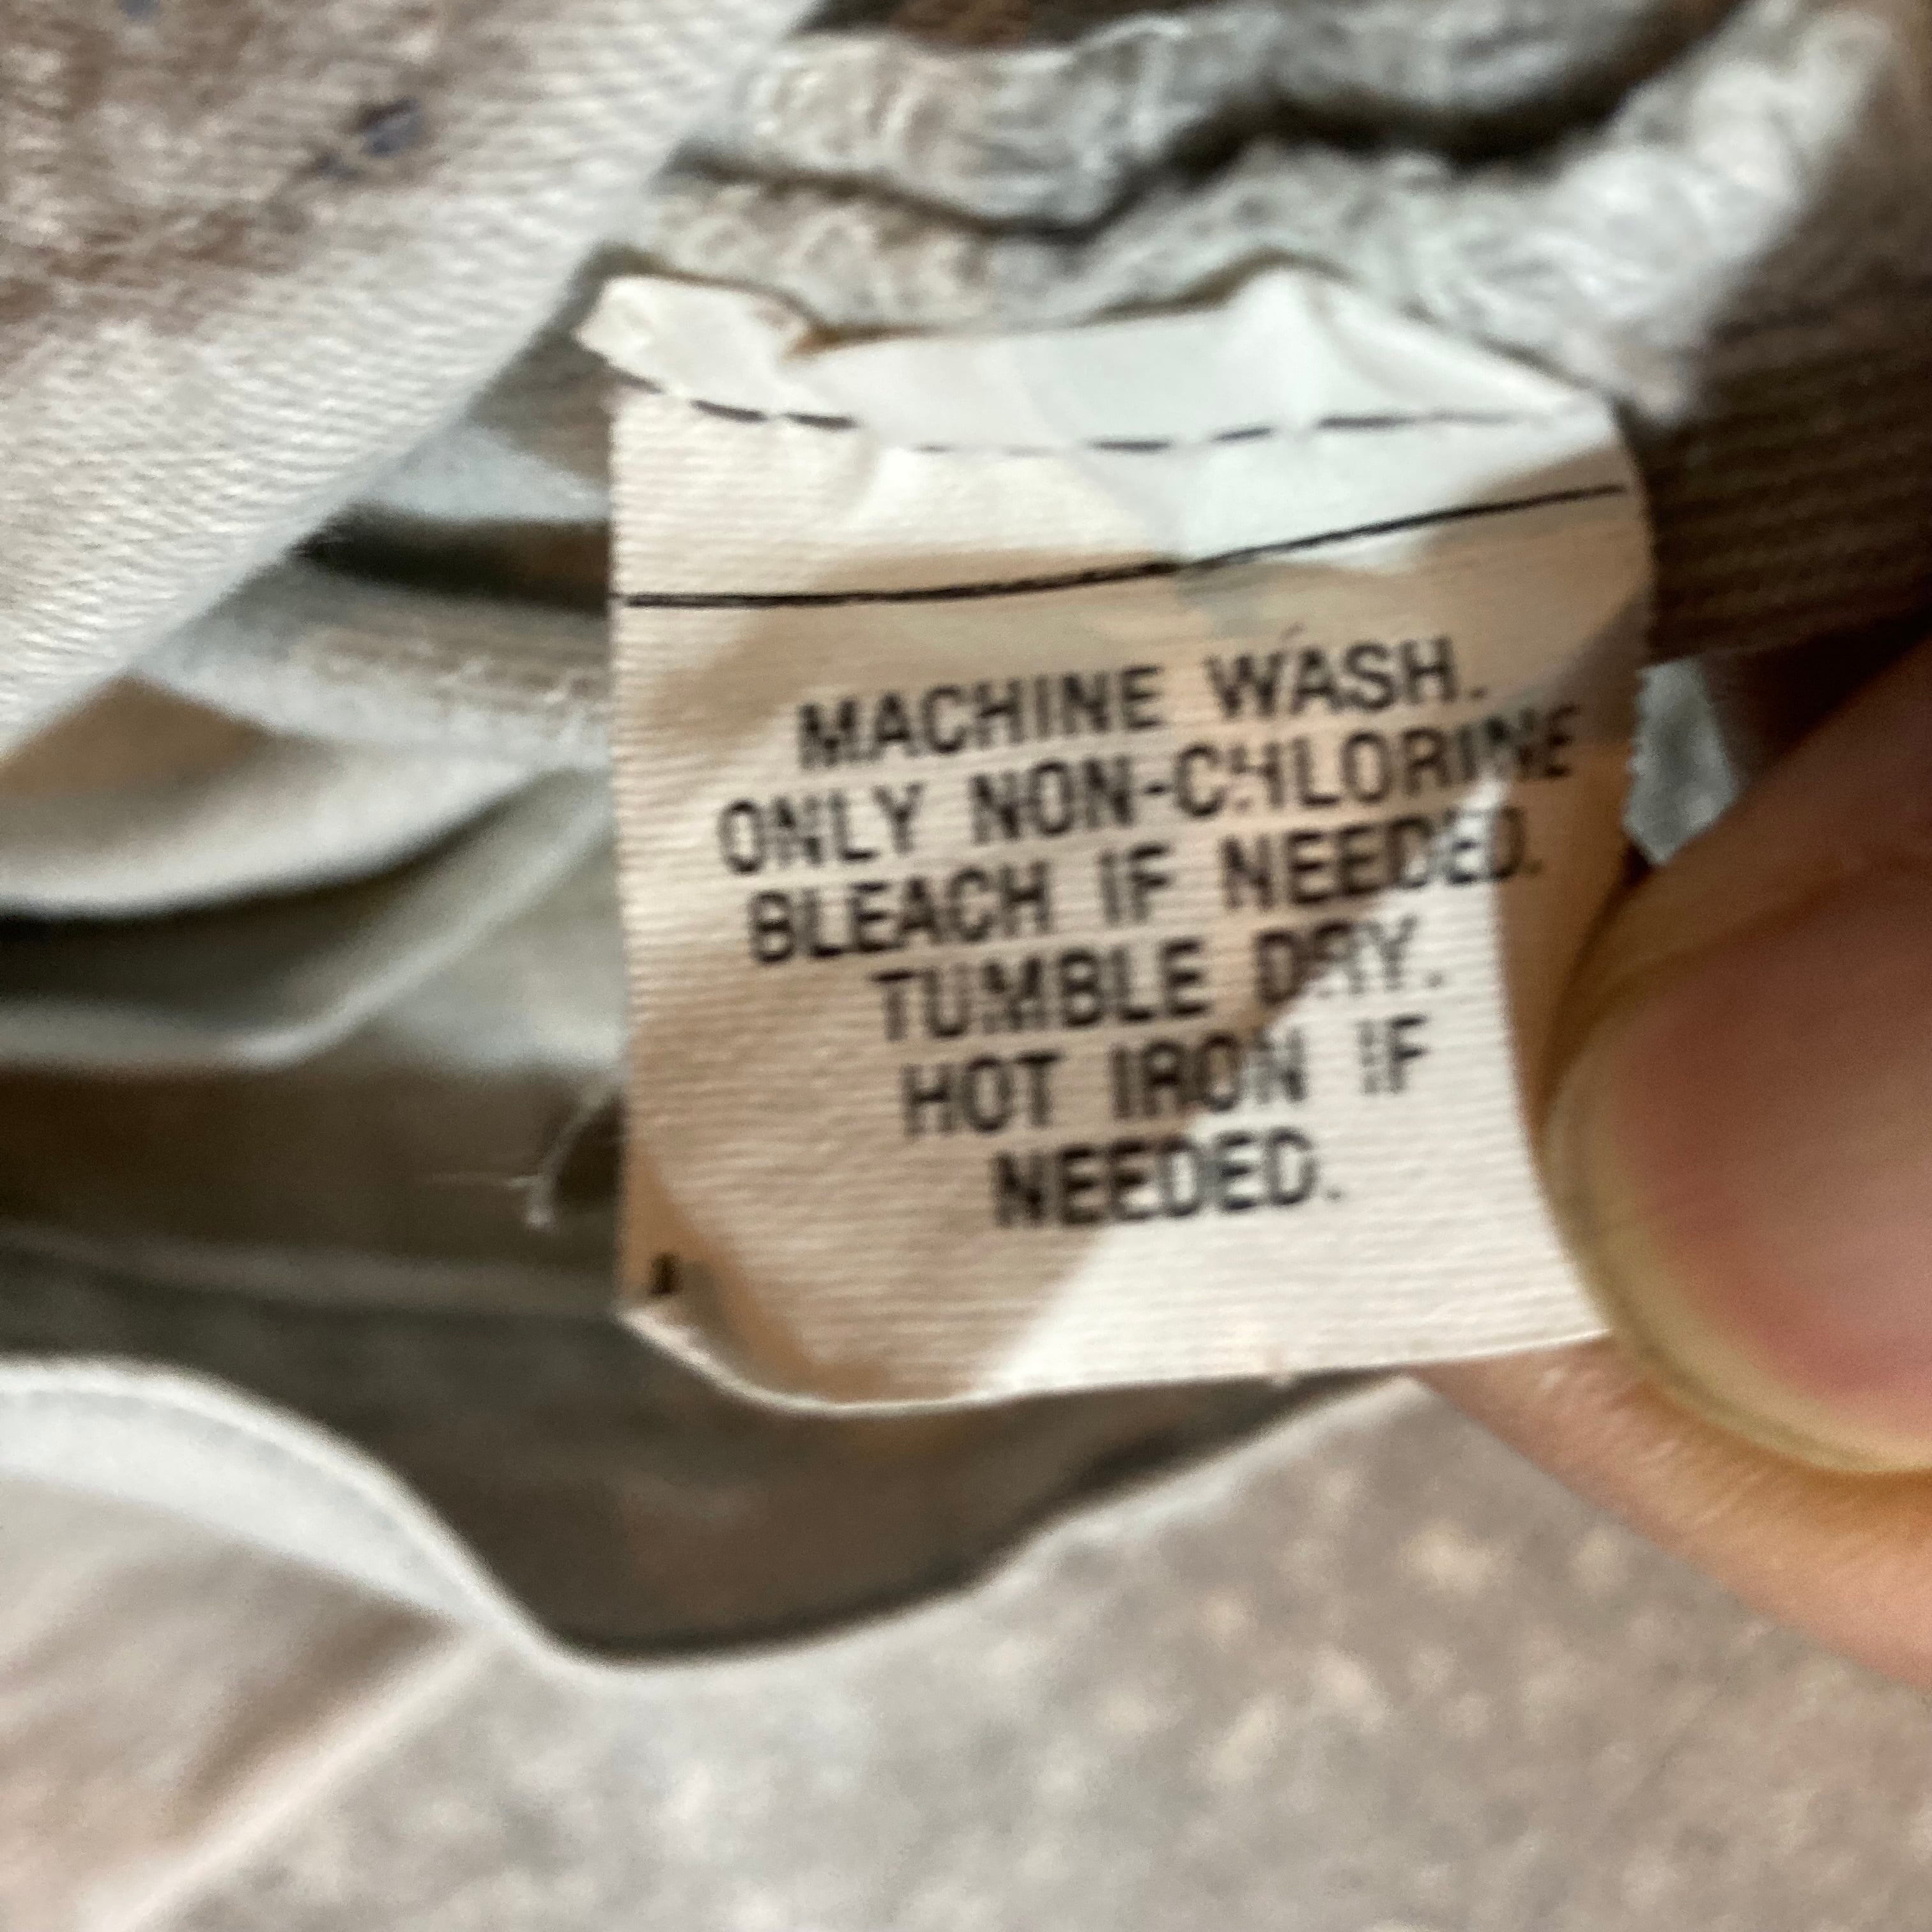 MACHINE WASH.
ONLY NON-CHLORINE
BLEACH IF NEEDED.
TUMBLE DRY.
HOT IRON IF
NEEDED.